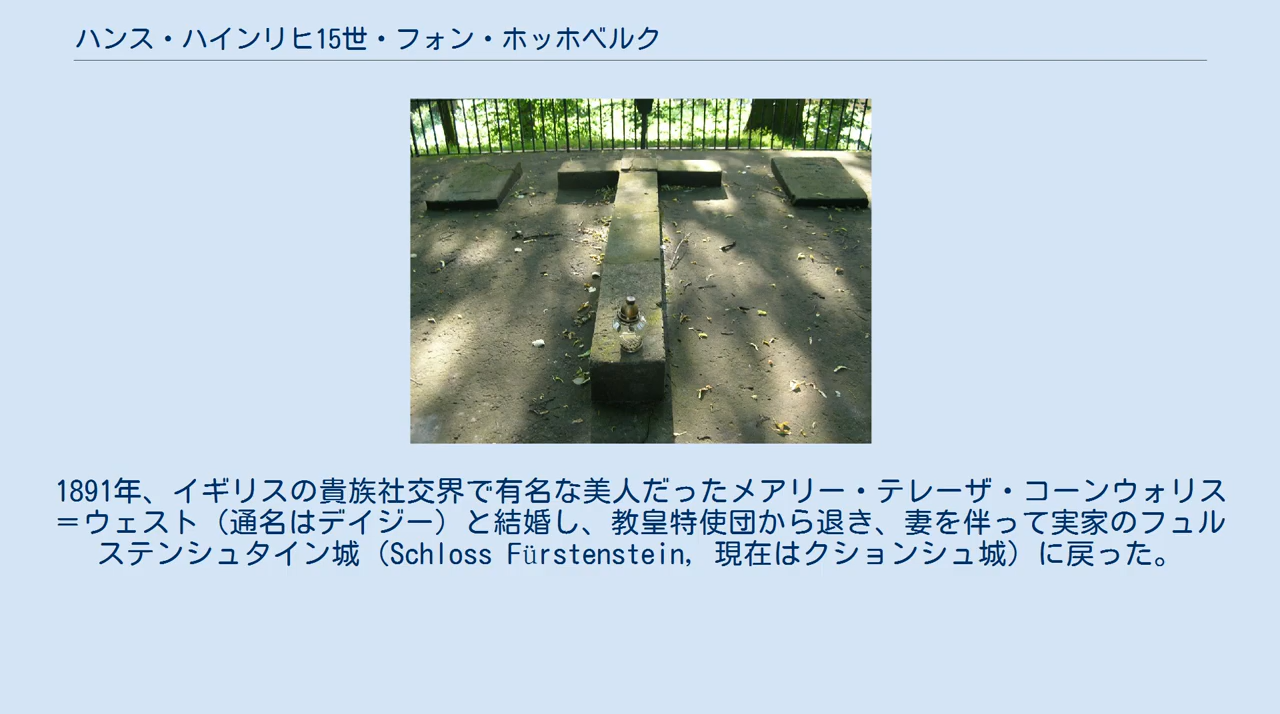 ハンス・ハインリヒ15世・フォン・ホッホベルク
1891年、イギリスの貴族社交界で有名な美人だったメアリー・テレーザ・コーンウォリス
＝ウェスト（通名はデイジー）と結婚し、教皇特使団から退き、妻を伴って実家のフュル
ステンシュタイン城（Schloss Fürstenstein, 現在はクションシュ城）に戻った。